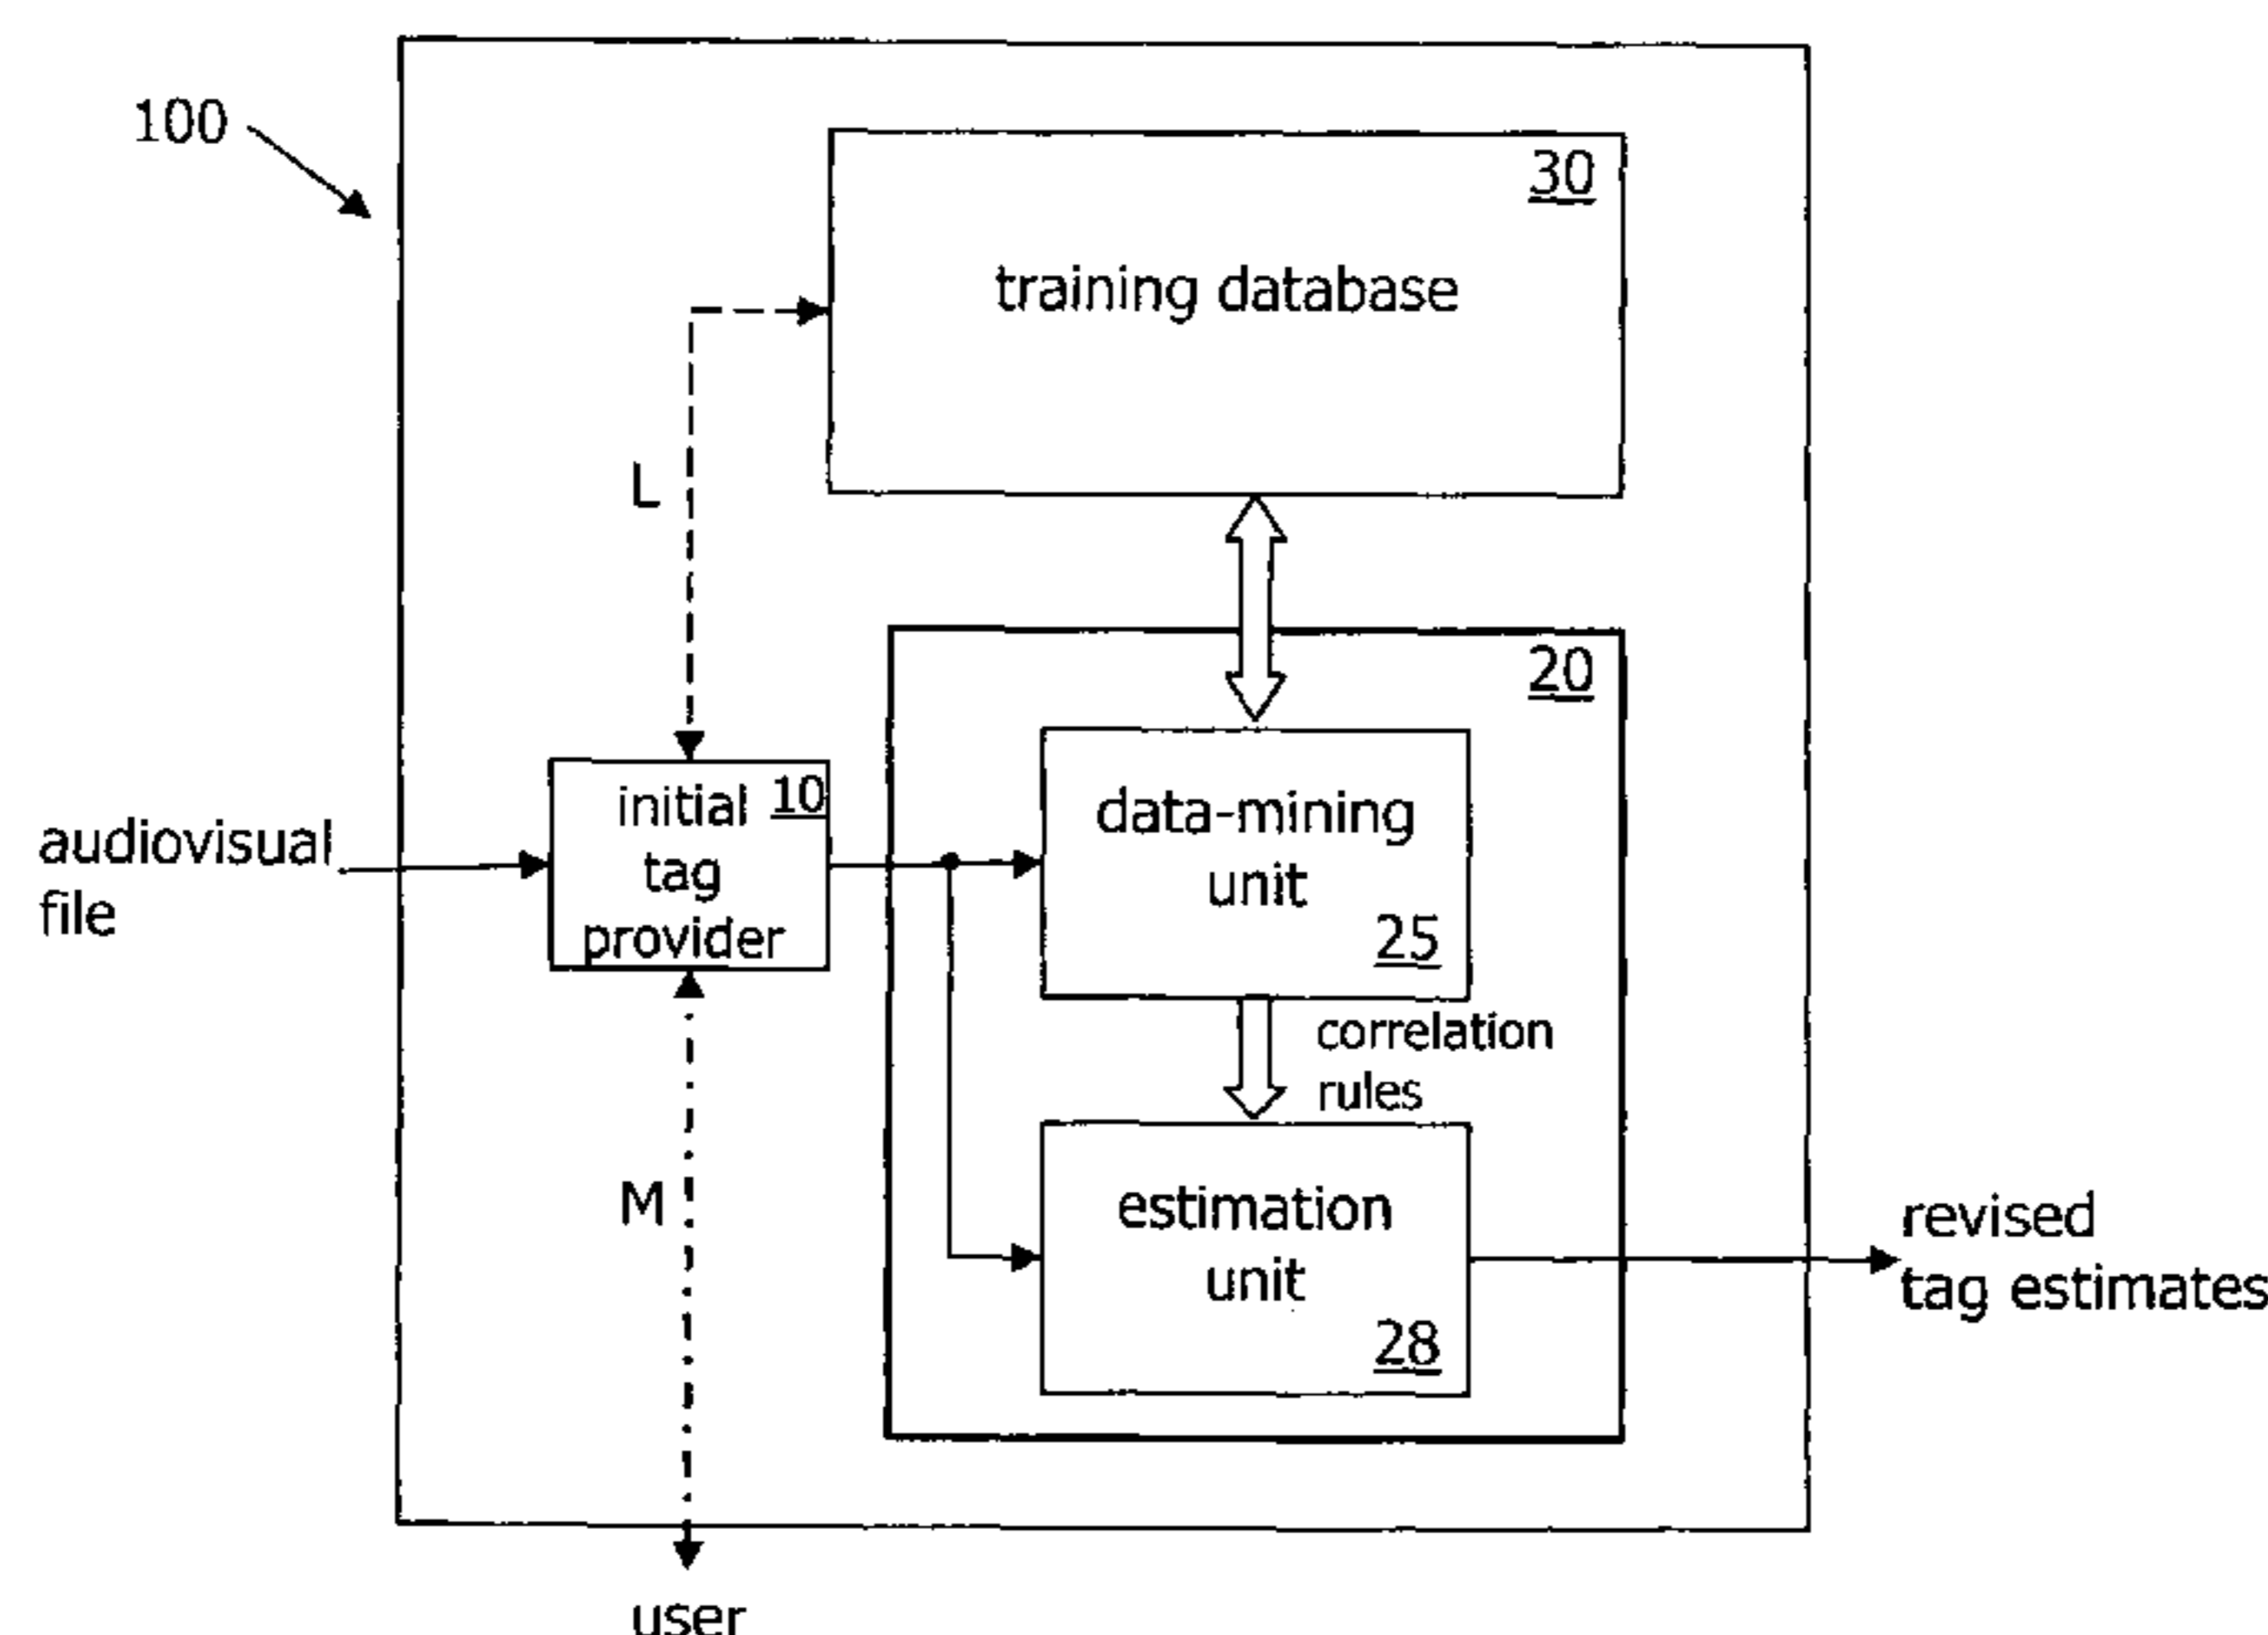 100
30
training database
L
20
initial 10
tag
provider
audiovisual
file
data-mining
unit
25
correlation
rules
M
estimation
unit
28
revised
tag estimates
user